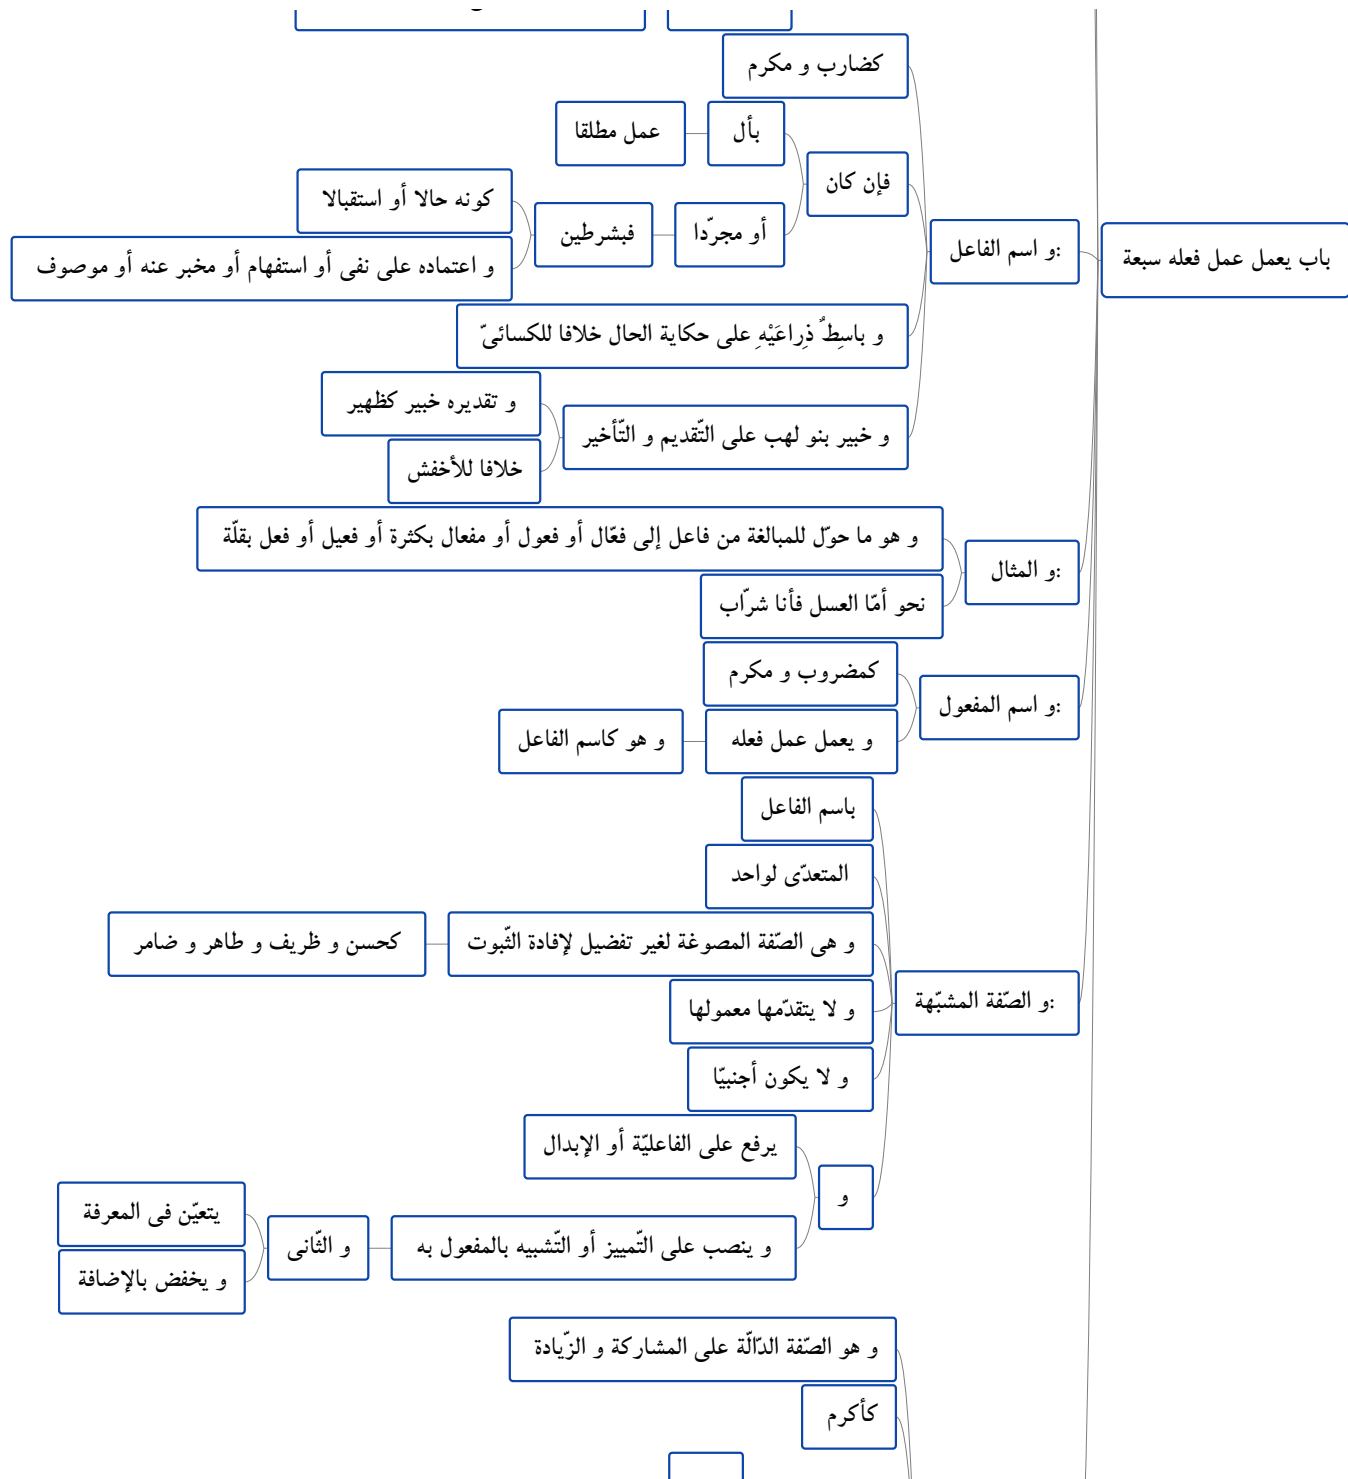 باب يعمل عمل فعله سبعة
و اسم الفاعل:
كضارب و مكرم
فإن كان
بأل
عمل مطلقا
أو مجرّدا
فبشرطين
كونه حالا أو استقبالا
و اعتماده على نفى أو استفهام أو مخبر عنه أو موصوف
و باسِطٌ ذِراعَيْهِ على حكاية الحال خلافا للكسائىّ
و خبير بنو لهب على التّقديم و التّأخير
و تقديره خبير كظهير
خلافا للأخفش
و المثال:
و هو ما حوّل للمبالغة من فاعل إلى فعّال أو فعول أو مفعال بكثرة أو فعيل أو فعل بقلّة
نحو أمّا العسل فأنا شرّاب
و اسم المفعول:
كمضروب و مكرم
و يعمل عمل فعله
و هو كاسم الفاعل
و الصّفة المشبّهة:
باسم الفاعل
المتعدّى لواحد
و هى الصّفة المصوغة لغير تفضيل لإفادة الثّبوت
كحسن و ظريف و طاهر و ضامر
و لا يتقدّمها معمولها
و لا يكون أجنبيّا
و
يرفع على الفاعليّة أو الإبدال
و ينصب على التّمييز أو التّشبيه بالمفعول به
و الثّانى
يتعيّن فى المعرفة
و يخفض بالإضافة
و هو الصّفة الدّالّة على المشاركة و الزّيادة
كأكرم